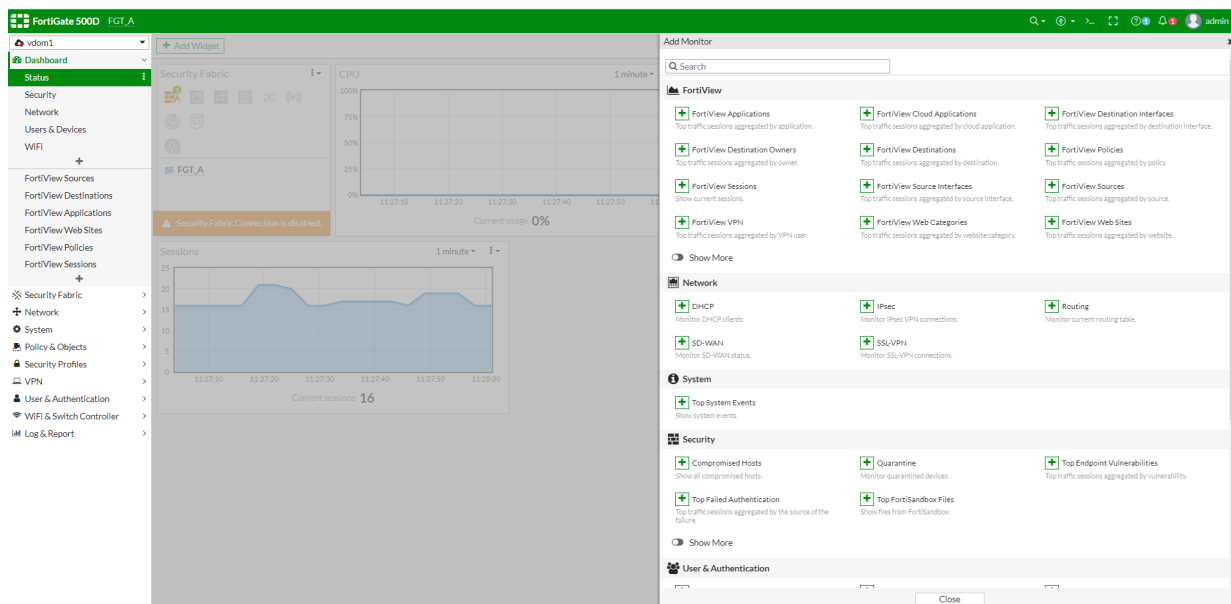 FortiGate 500D FGT_A
1 1 admin
vdom1
Dashboard
Status
Security
Network
Users & Devices
WiFi
FortiView Sources
FortiView Destinations
FortiView Applications
FortiView Web Sites
FortiView Policies
FortiView Sessions
Security Fabric
Network
System
Policy & Objects
Security Profiles
VPN
User & Authentication
WiFi & Switch Controller
Log & Report
Add Widget
Security Fabric
FGT_A
Security Fabric Connection is disabled.
CPU 1 minute
100%
75%
50%
25%
0%
11:27:10 11:27:20 11:27:30 11:27:40 11:27:50 11
Current usage 0%
Sessions 1 minute
25
20
15
10
5
0
11:27:10 11:27:20 11:27:30 11:27:40 11:27:50 11:28:00
Current sessions 16
Add Monitor
Search
FortiView
FortiView Applications
Top traffic sessions aggregated by application.
FortiView Cloud Applications
Top traffic sessions aggregated by cloud application.
FortiView Destination Interfaces
Top traffic sessions aggregated by destination interface.
FortiView Destination Owners
Top traffic sessions aggregated by owner.
FortiView Destinations
Top traffic sessions aggregated by destination.
FortiView Policies
Top traffic sessions aggregated by policy.
FortiView Sessions
Show current sessions.
FortiView Source Interfaces
Top traffic sessions aggregated by source interface.
FortiView Sources
Top traffic sessions aggregated by source.
FortiView VPN
Top traffic sessions aggregated by VPN user.
FortiView Web Categories
Top traffic sessions aggregated by website category.
FortiView Web Sites
Top traffic sessions aggregated by website.
Show More
Network
DHCP
Monitor DHCP clients.
IPsec
Monitor IPsec VPN connections.
Routing
Monitor current routing table.
SD-WAN
Monitor SD-WAN status.
SSL-VPN
Monitor SSL-VPN connections.
System
Top System Events
Show system events.
Security
Compromised Hosts
Show all compromised hosts.
Quarantine
Monitor quarantined devices.
Top Endpoint Vulnerabilities
Top traffic sessions aggregated by vulnerability.
Top Failed Authentication
Top traffic sessions aggregated by the source of the
failure.
Top FortiSandbox Files
Show files from FortiSandbox.
Show More
User & Authentication
Close